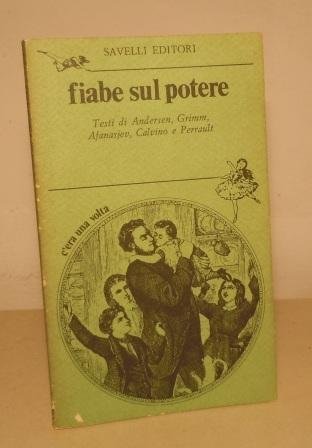 SAVELLI EDITORI
fiabe sul potere
Testi di Andersen, Grimm,
Afanasjev, Calvino e Perrault
c'era una volta